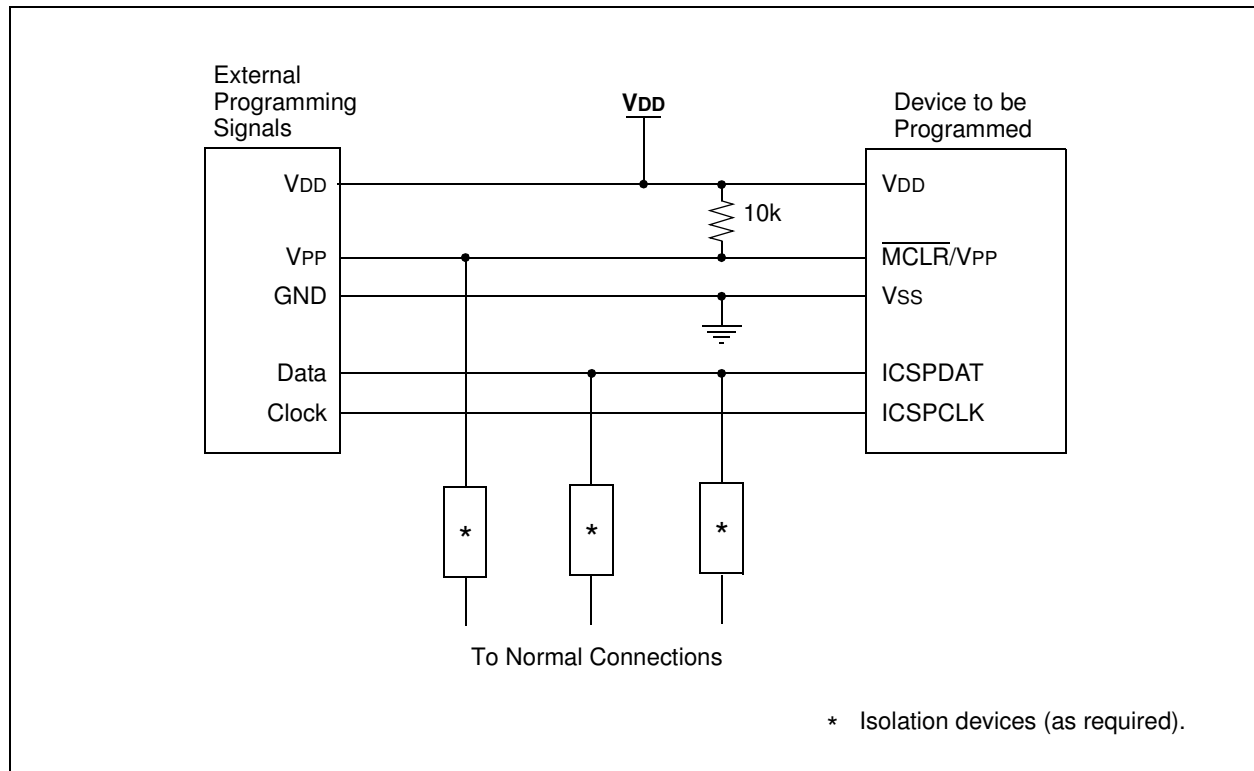 External
Programming
Signals
VDD
Device to be
Programmed
VDD
VDD
10k
VPP
MCLR/VPP
GND
VSS
Data
ICSPDAT
Clock
ICSPCLK
*
*
*
To Normal Connections
* Isolation devices (as required).